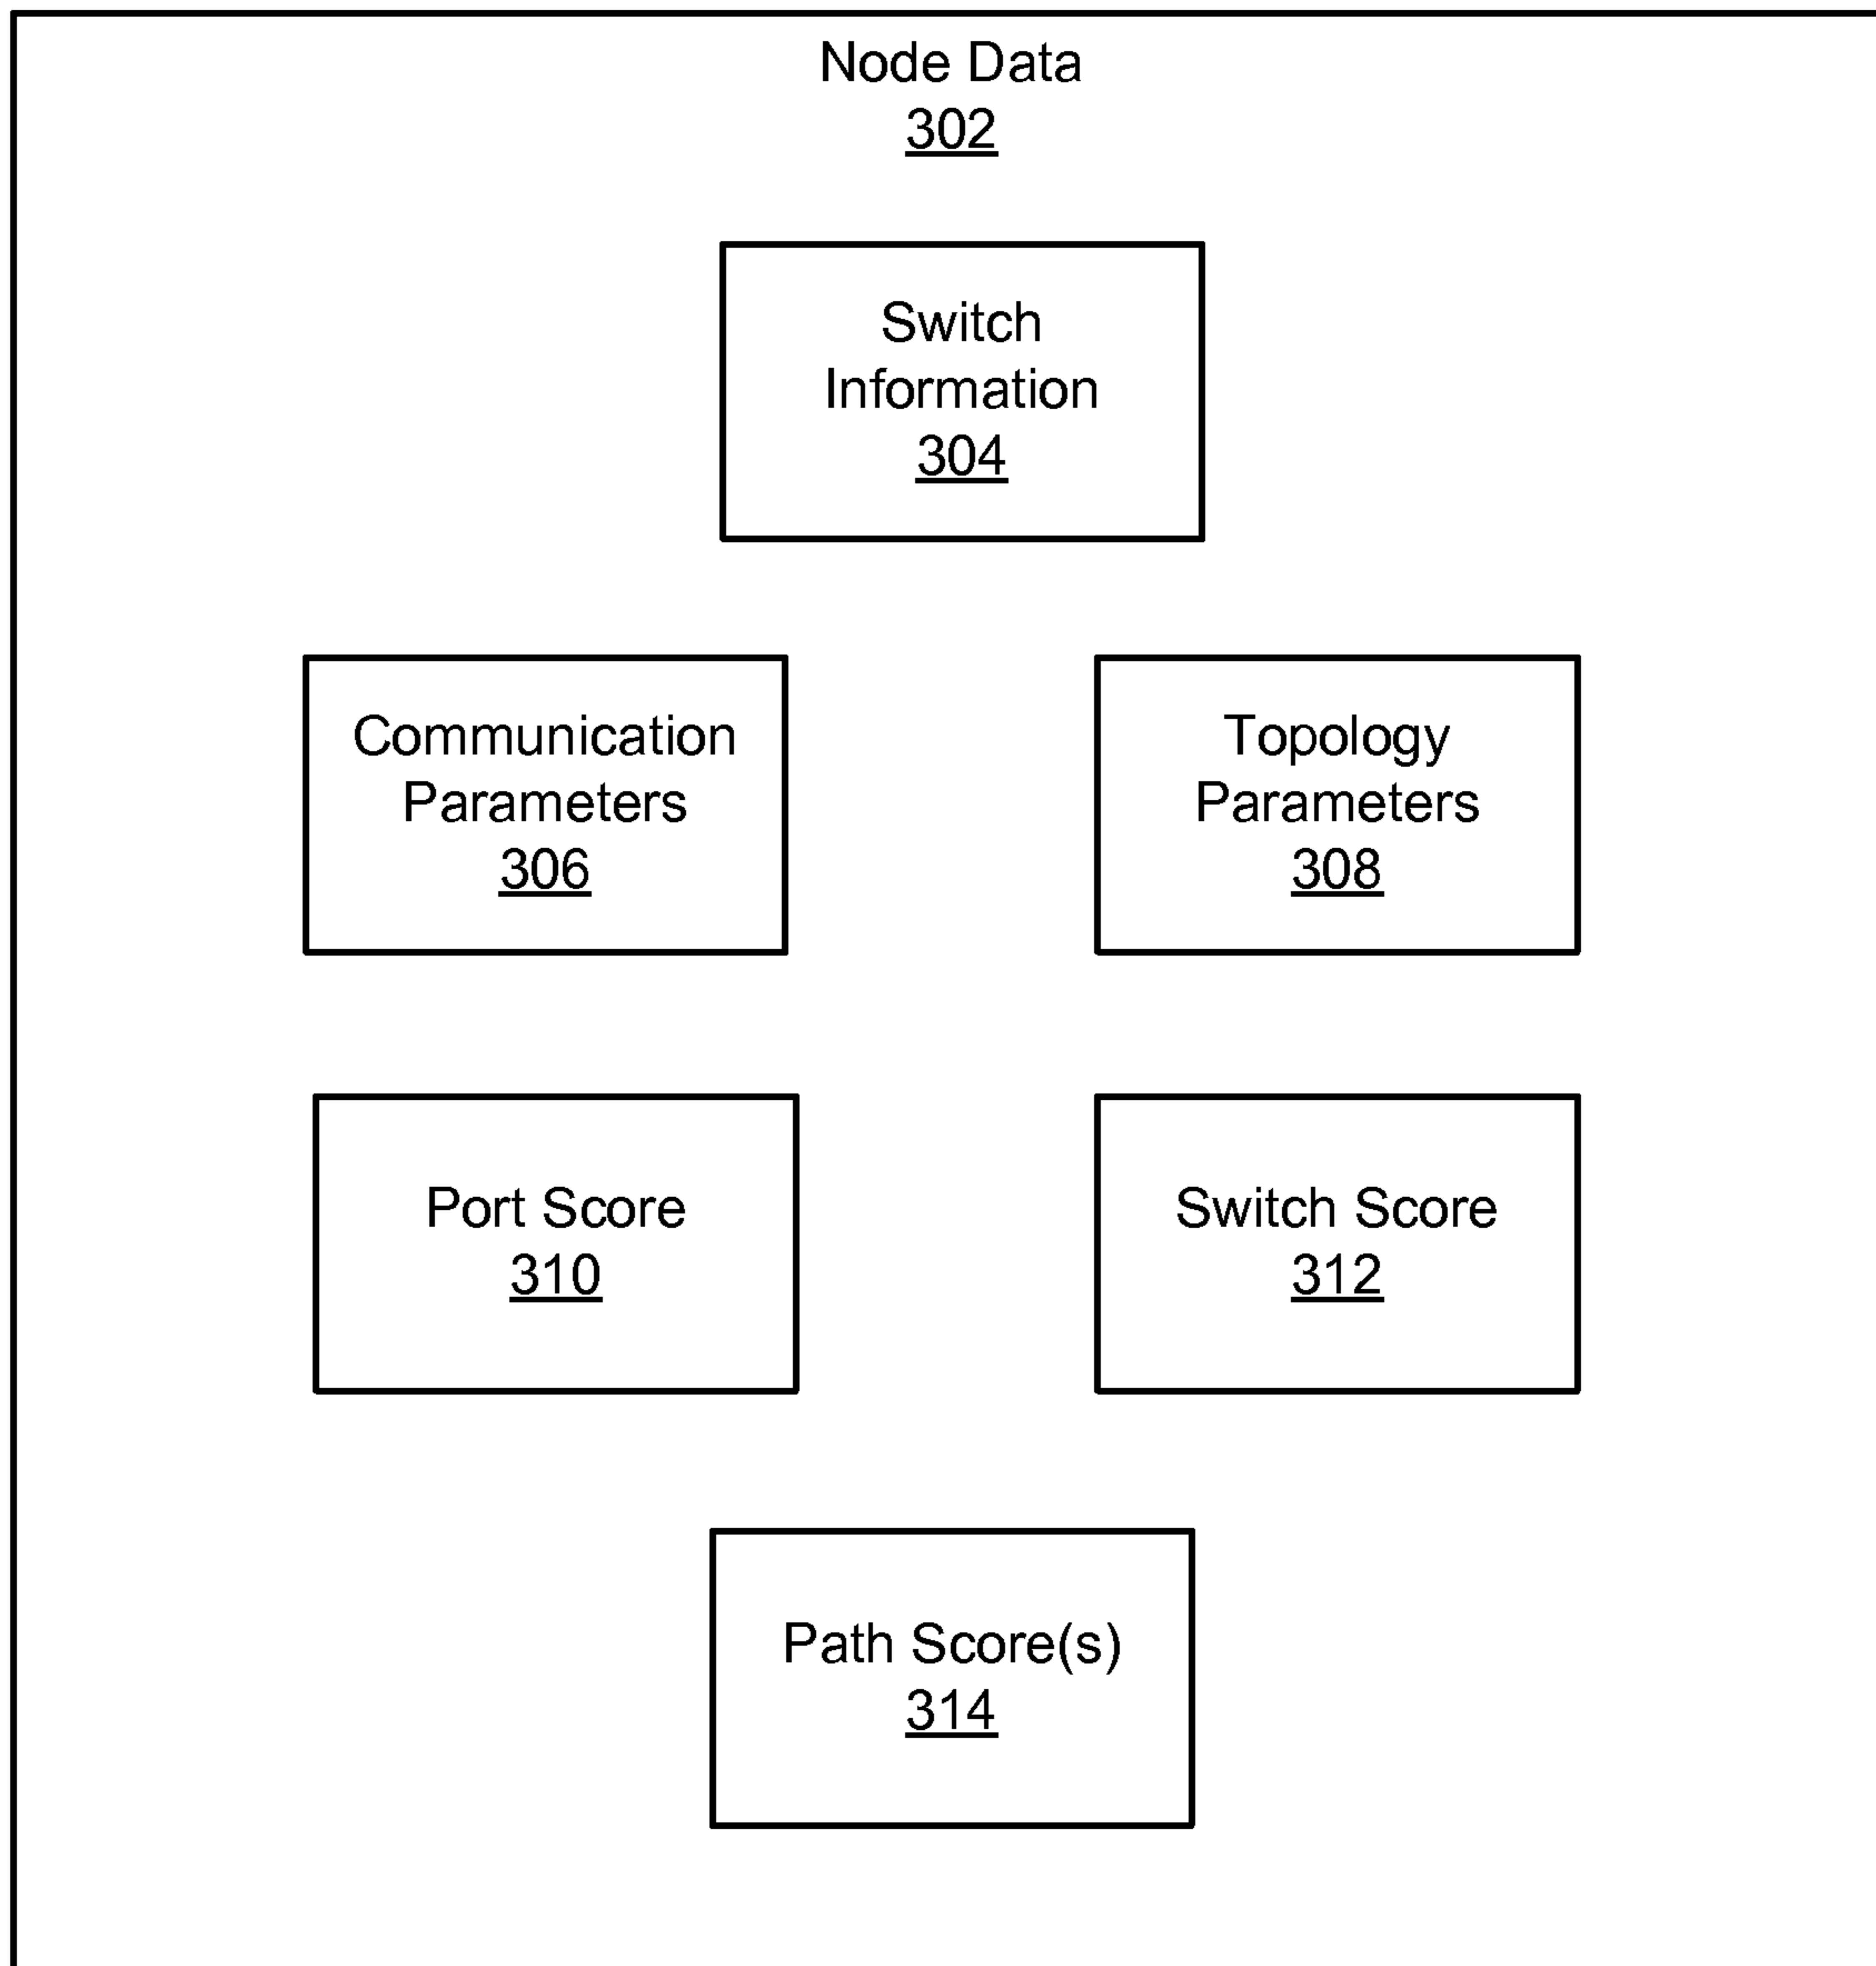 Node Data
302
Switch
Information
304
Communication
Parameters
306
Topology
Parameters
308
Port Score
310
Switch Score
312
Path Score(s)
314